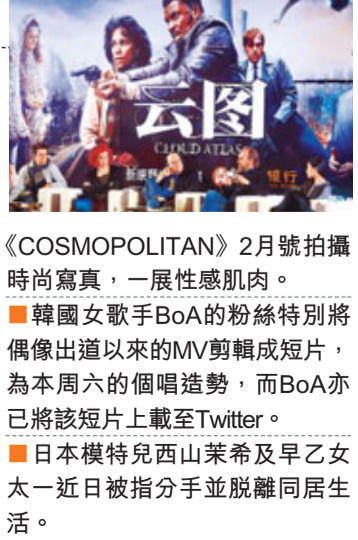 云图
CLOUD ATLAS
银行
《COSMOPOLITAN》2月號拍攝
時尚寫真，一展性感肌肉。
■韓國女歌手BoA的粉絲特別將
偶像出道以來的MV剪輯成短片，
為本周六的個唱造勢，而BoA亦
已將該短片上載至Twitter。
■日本模特兒西山茉希及早乙女
太一近日被指分手並脫離同居生
活。